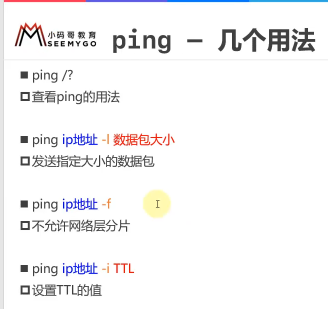 小码哥教育
SEEMYGO
ping – 几个用法
ping /?
查看ping的用法
ping ip地址 -l 数据包大小
发送指定大小的数据包
ping ip地址 -f
不允许网络层分片
ping ip地址 -i TTL
设置TTL的值